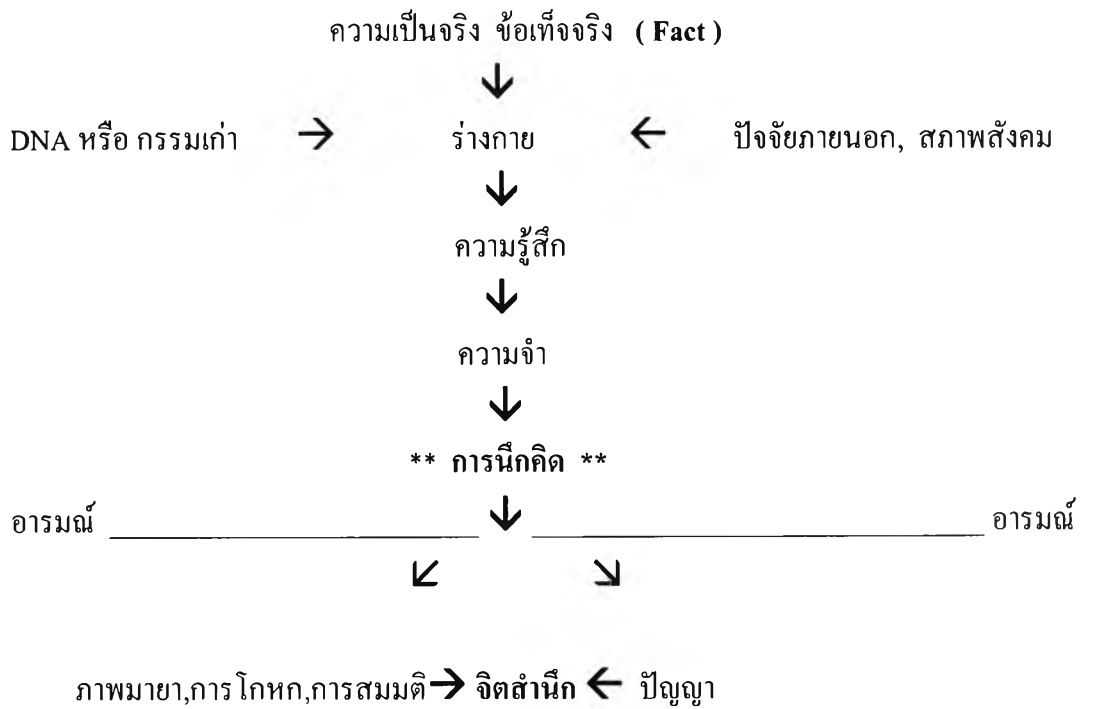 ความเป็นจริง ข้อเท็จจริง ( Fact )
↓
DNA หรือ กรรมเก่า → ร่างกาย ← ปัจจัยภายนอก, สภาพสังคม
↓
ความรู้สึก
↓
ความจำ
↓
** การนึกคิด **
↓
อารมณ์ อารมณ์
↙ ↘
ภาพมายา,การโกหก,การสมมติ → จิตสำนึก ← ปัญญา